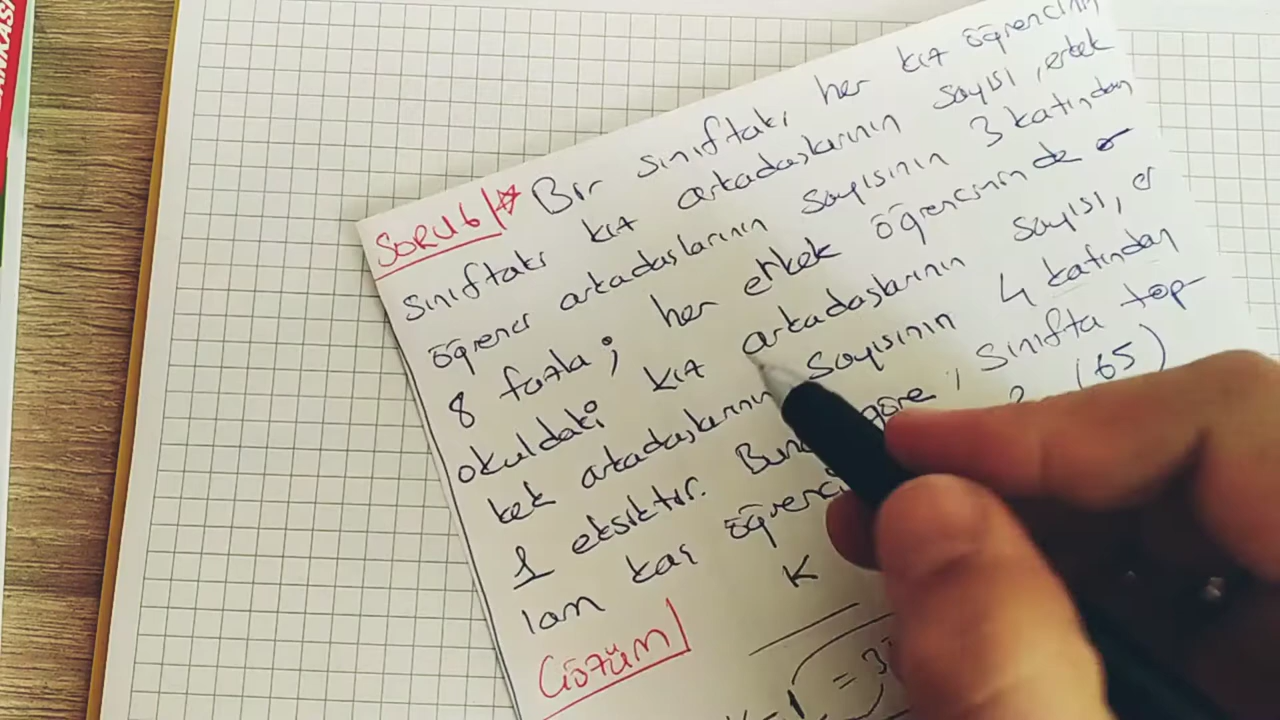 ANKASI
SORU 6 Bir sınıftaki, her kız öğrencinin
sınıftaki kız arkadaşlarının sayısı, erkek
öğrenci arkadaşlarının sayısının 3 katından
8 fazla; her erkek öğrencinin de o
okuldaki kız arkadaşlarının sayısı, er
kek arkadaşlarının sayısının 4 katından
1 eksiktir. göre, sınıfta top
lam kaç ? (65)
K
Çözüm
= 3